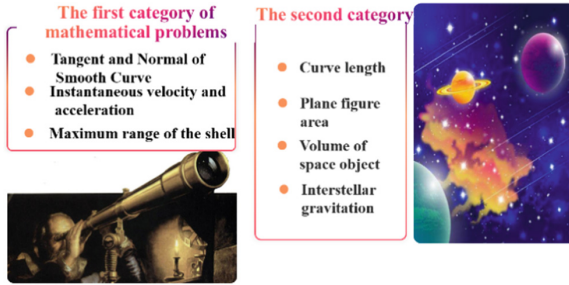 The first category of
mathematical problems
Tangent and Normal of
Smooth Curve
Instantaneous velocity and
acceleration
Maximum range of the shell
The second category
Curve length
Plane figure
area
Volume of
space object
Interstellar
gravitation